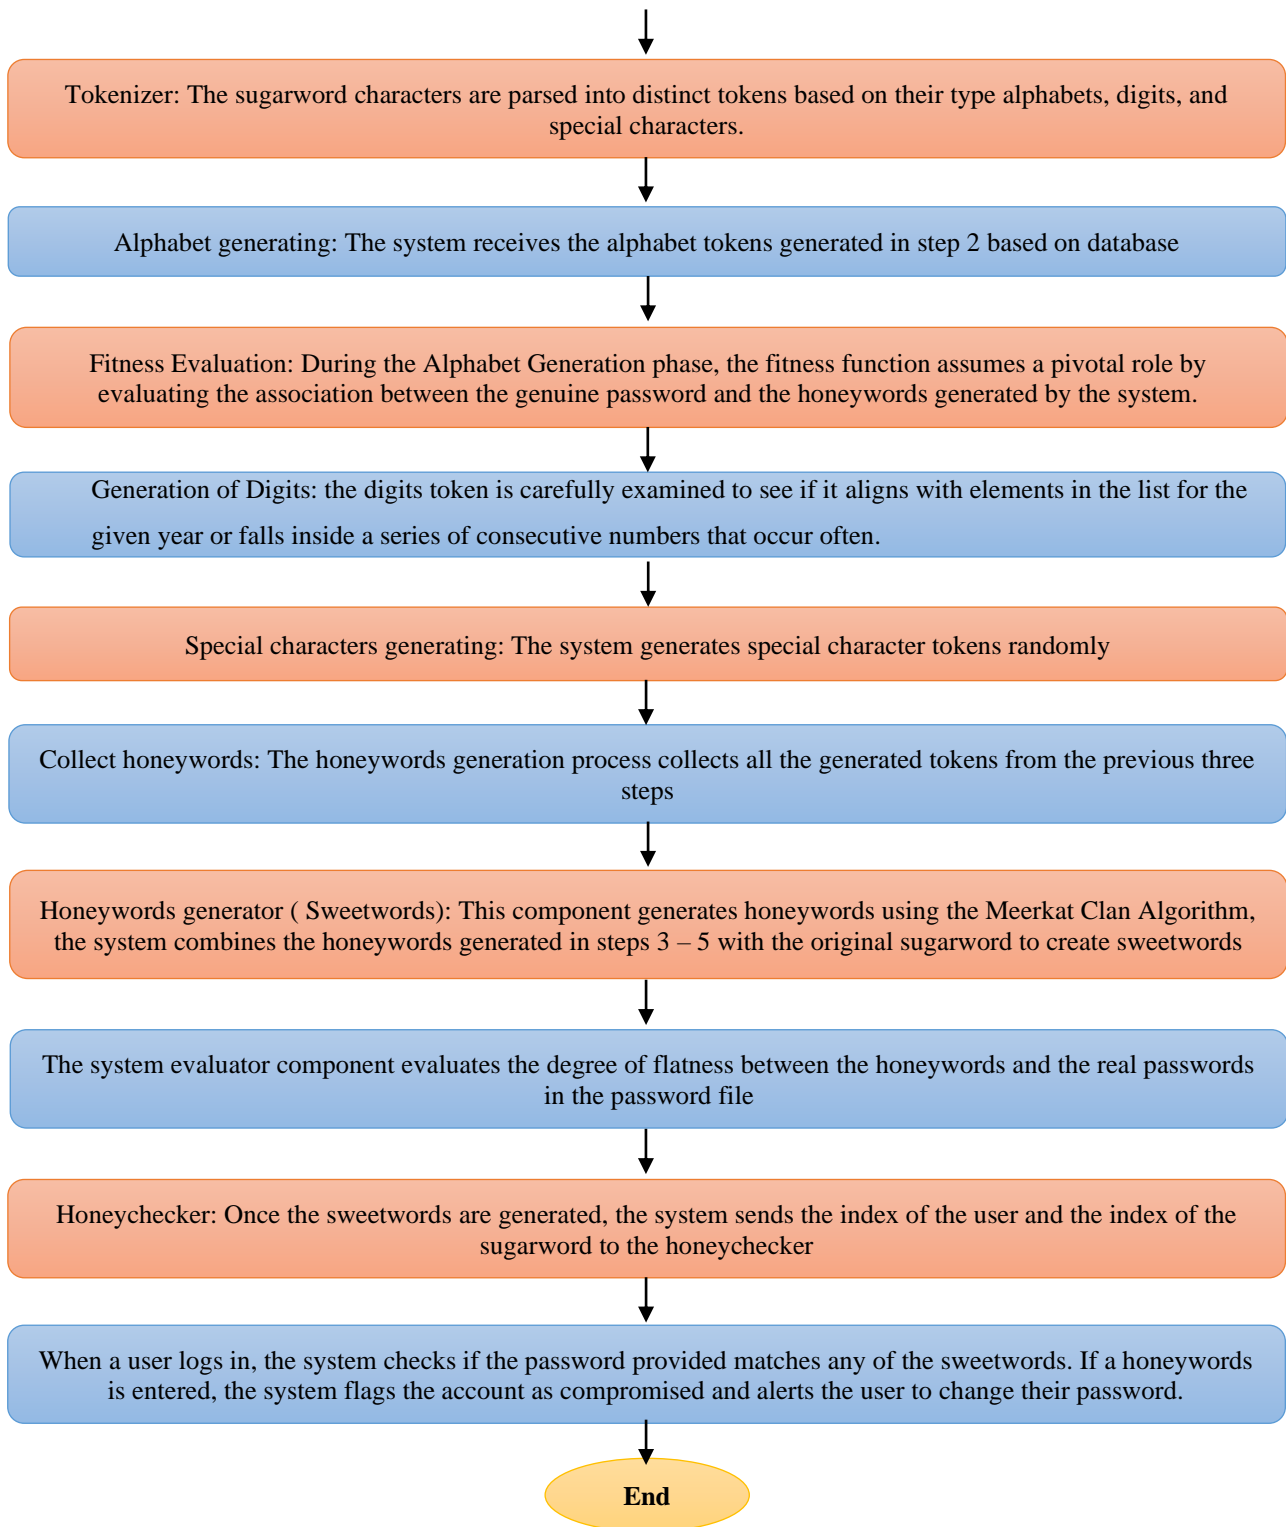 Tokenizer: The sugarword characters are parsed into distinct tokens based on their type alphabets, digits, and
special characters.
Alphabet generating: The system receives the alphabet tokens generated in step 2 based on database
Fitness Evaluation: During the Alphabet Generation phase, the fitness function assumes a pivotal role by
evaluating the association between the genuine password and the honeywords generated by the system.
Generation of Digits: the digits token is carefully examined to see if it aligns with elements in the list for the
given year or falls inside a series of consecutive numbers that occur often.
Special characters generating: The system generates special character tokens randomly
Collect honeywords: The honeywords generation process collects all the generated tokens from the previous three
steps
Honeywords generator ( Sweetwords): This component generates honeywords using the Meerkat Clan Algorithm,
the system combines the honeywords generated in steps 3 – 5 with the original sugarword to create sweetwords
The system evaluator component evaluates the degree of flatness between the honeywords and the real passwords
in the password file
Honeychecker: Once the sweetwords are generated, the system sends the index of the user and the index of the
sugarword to the honeychecker
When a user logs in, the system checks if the password provided matches any of the sweetwords. If a honeywords
is entered, the system flags the account as compromised and alerts the user to change their password.
End